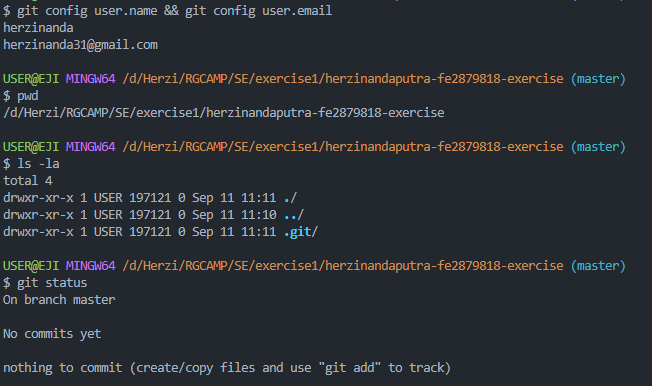 $ git config user.name && git config user.email
herzinanda
herzinanda31@gmail.com
USER@EJI MINGW64 /d/Herzi/RGCAMP/SE/exercise1/herzinandaputra-fe2879818-exercise (master)
$ pwd
/d/Herzi/RGCAMP/SE/exercise1/herzinandaputra-fe2879818-exercise
USER@EJI MINGW64 /d/Herzi/RGCAMP/SE/exercise1/herzinandaputra-fe2879818-exercise (master)
$ ls -la
total 4
drwxr-xr-x 1 USER 197121 0 Sep 11 11:11 ./
drwxr-xr-x 1 USER 197121 0 Sep 11 11:10 ../
drwxr-xr-x 1 USER 197121 0 Sep 11 11:11 .git/
USER@EJI MINGW64 /d/Herzi/RGCAMP/SE/exercise1/herzinandaputra-fe2879818-exercise (master)
$ git status
On branch master
No commits yet
nothing to commit (create/copy files and use "git add" to track)